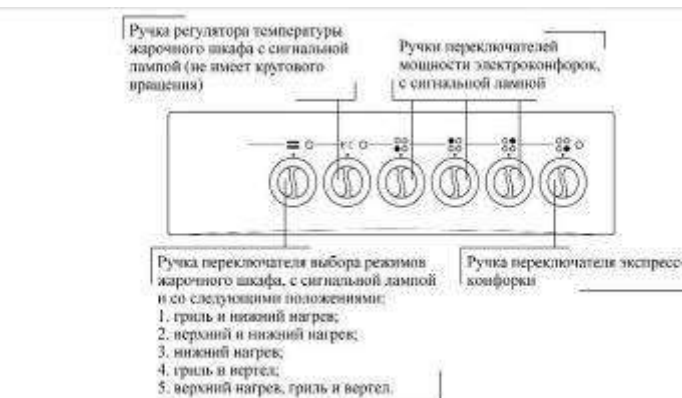 Ручка регулятора температуры
жарочного шкафа с сигнальной
лампой (не имеет кругового
вращения)
Ручки переключателей
мощности электроконфорок,
с сигнальной лампой
Ручка переключателя выбора режимов
жарочного шкафа, с сигнальной лампой
и со следующими положениями:
1. гриль и нижний нагрев;
2. верхний и нижний нагрев;
3. нижний нагрев;
4. гриль и вертел;
5. верхний нагрев, гриль и вертел.
Ручка переключателя экспресс-
конфорки